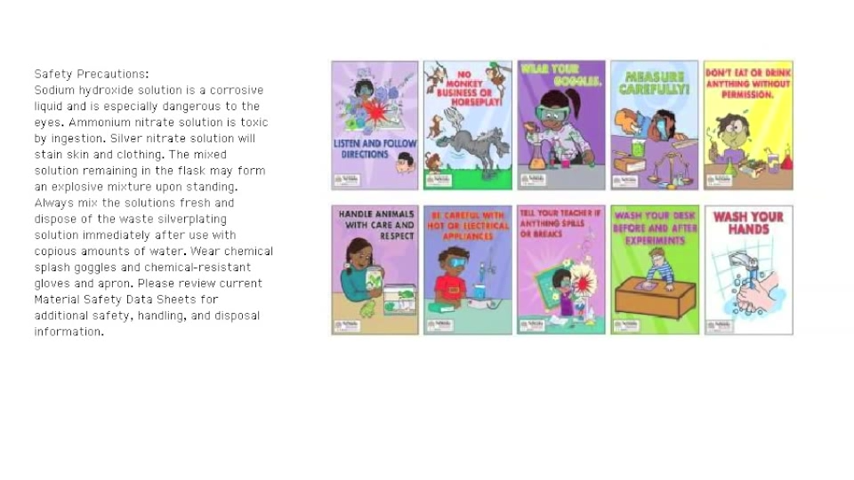 Safety Precautions:
Sodium hydroxide solution is a corrosive
liquid and is especially dangerous to the
eyes. Ammonium nitrate solution is toxic
by ingestion. Silver nitrate solution will
stain skin and clothing. The mixed
solution remaining in the flask may form
an explosive mixture upon standing.
Always mix the solutions fresh and
dispose of the waste silverplating
solution immediately after use with
copious amounts of water. Wear chemical
splash goggles and chemical-resistant
gloves and apron. Please review current
Material Safety Data Sheets for
additional safety, handling, and disposal
information.
LISTEN AND FOLLOW
DIRECTIONS
NO
MONKEY
BUSINESS OR
HORSEPLAY!
WEAR YOUR
GOGGLES.
MEASURE
CAREFULLY!
DON'T EAT OR DRINK
ANYTHING WITHOUT
PERMISSION.
HANDLE ANIMALS
WITH CARE AND
RESPECT
BE CAREFUL WITH
HOT OR ELECTRICAL
APPLIANCES
TELL YOUR TEACHER IF
ANYTHING SPILLS
OR BREAKS
WASH YOUR DESK
BEFORE AND AFTER
EXPERIMENTS
WASH YOUR
HANDS